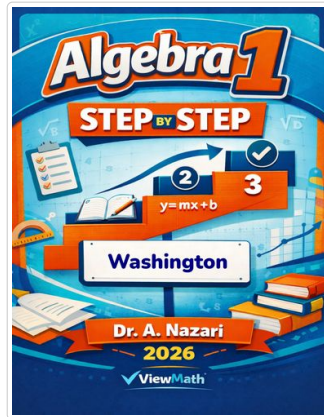 Algebra 1
STEP BY STEP
√x
√D
2
3
y=mx+b
Washington
Dr. A. Nazari
2026
ViewMath